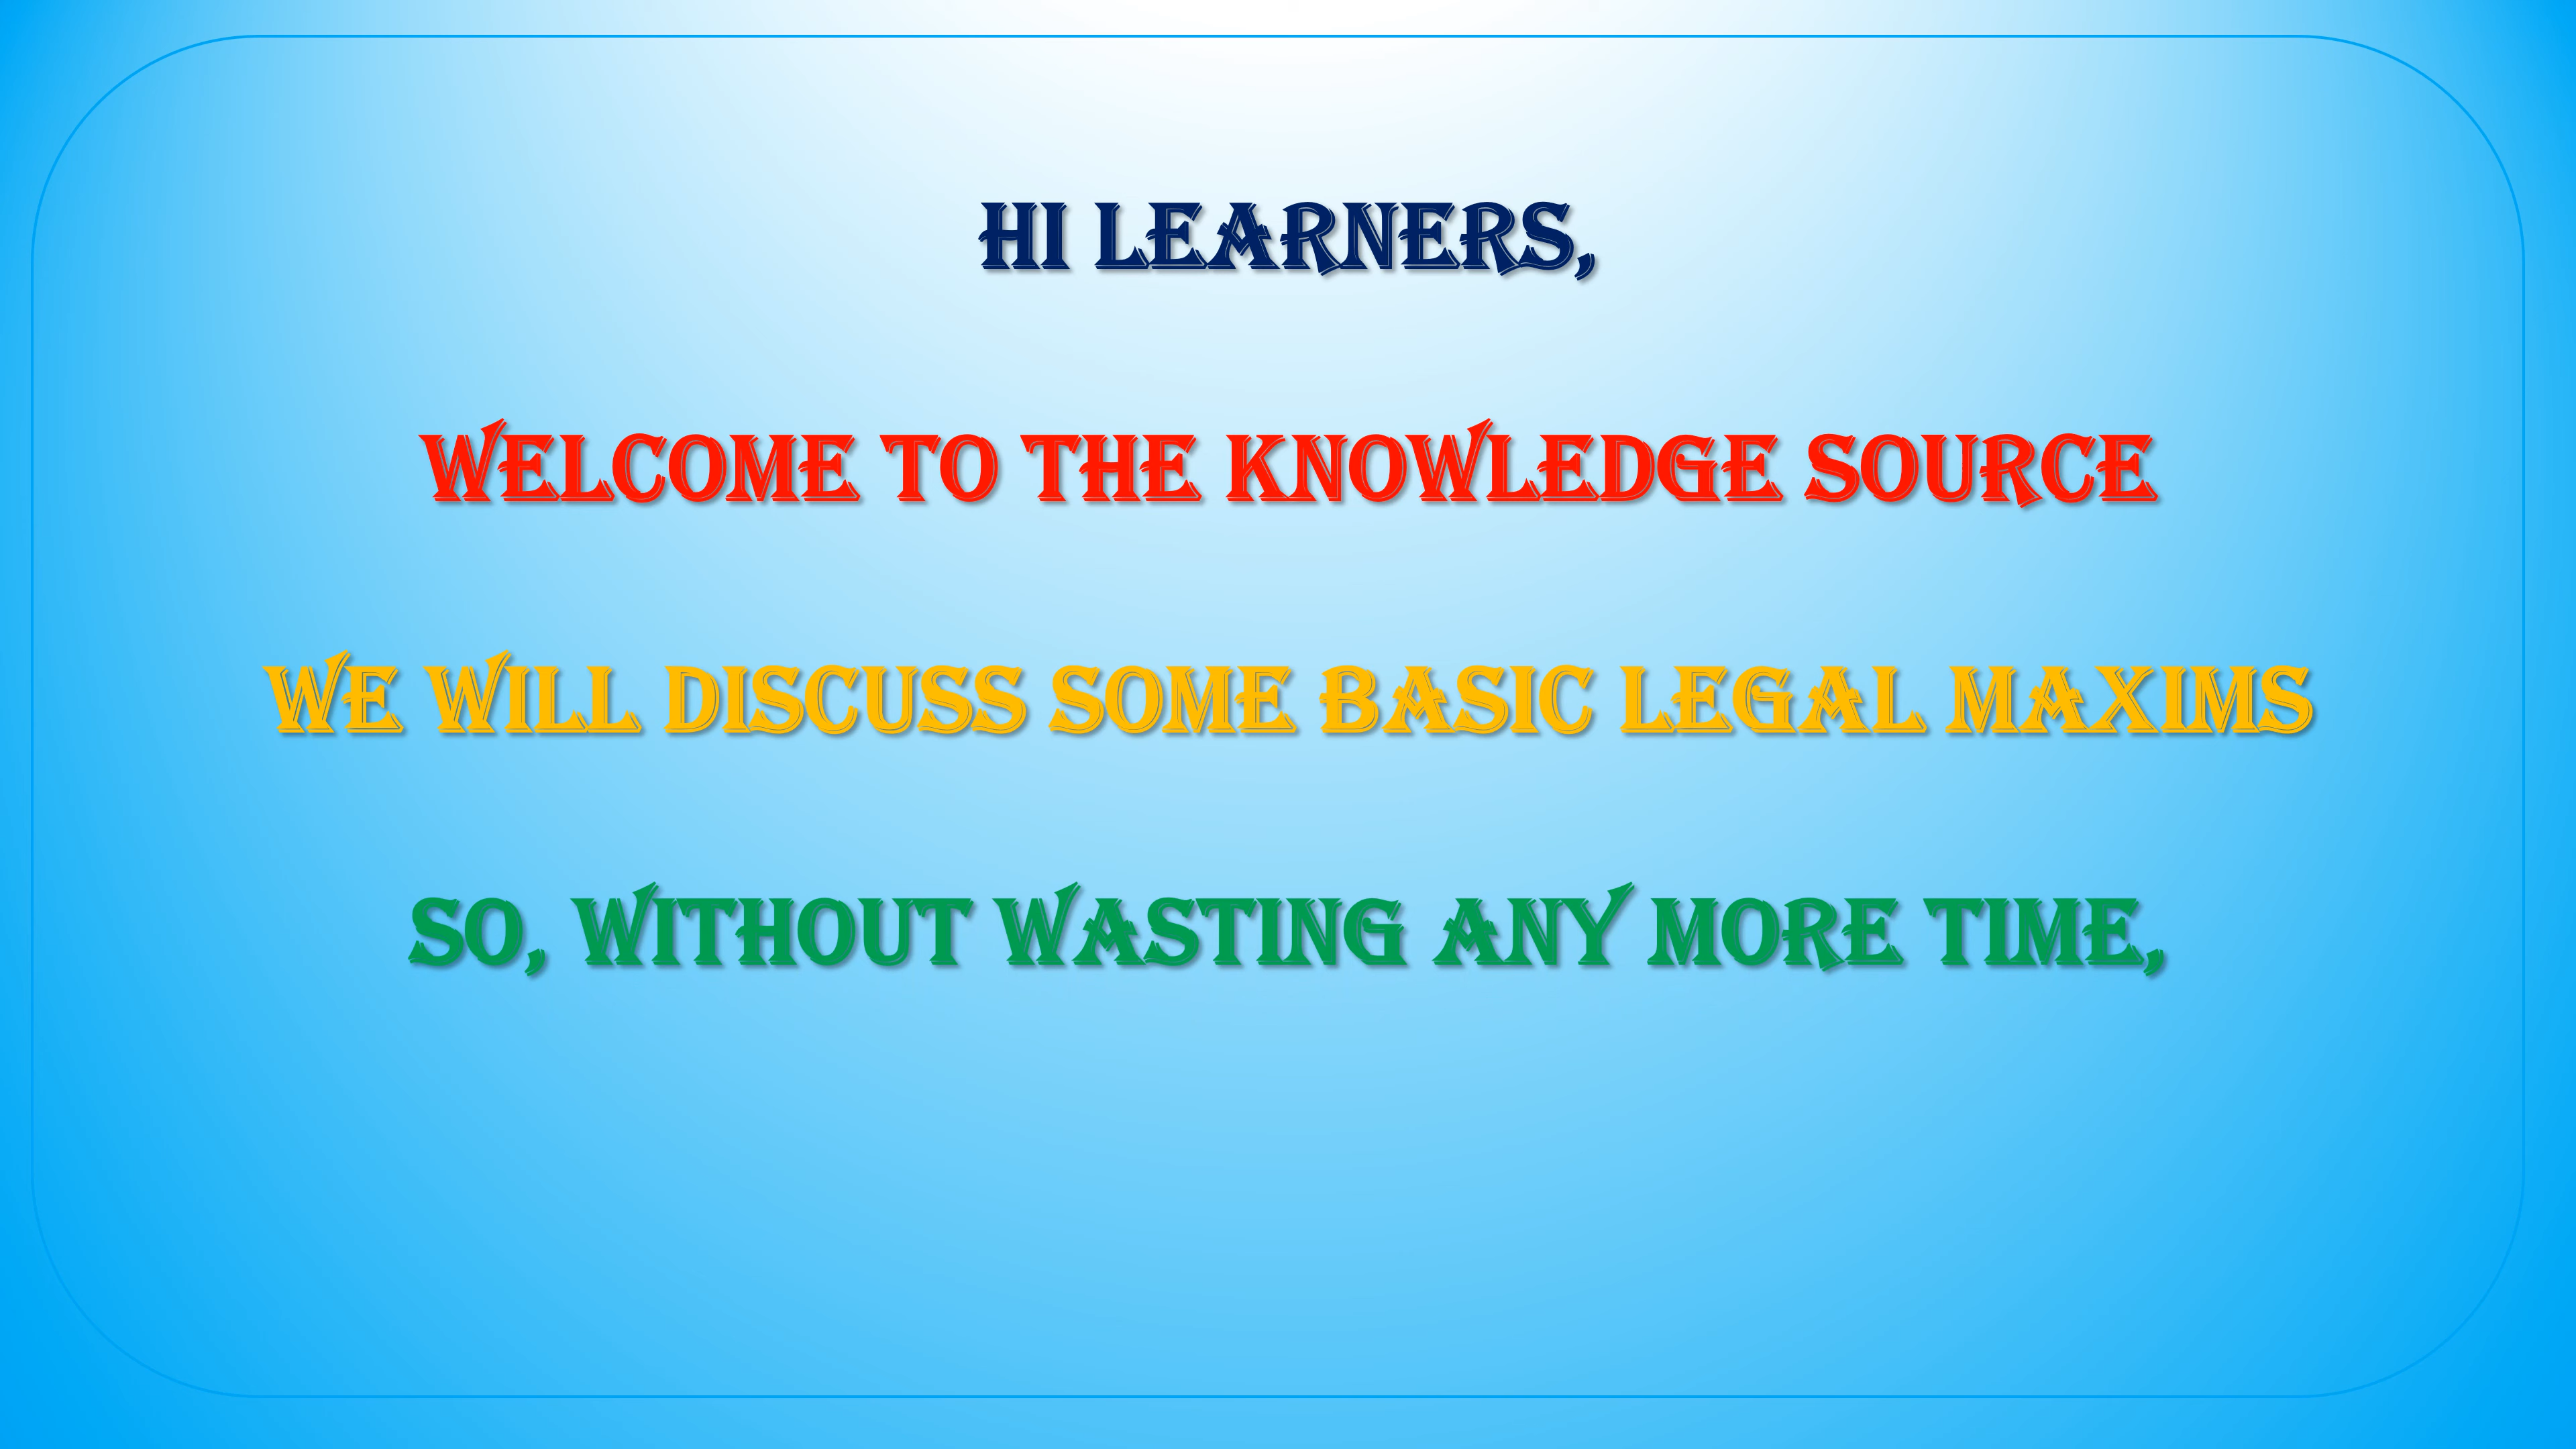 HI LEARNERS,
WELCOME TO THE KNOWLEDGE SOURCE
WE WILL DISCUSS SOME BASIC LEGAL MAXIMS
SO, WITHOUT WASTING ANY MORE TIME,